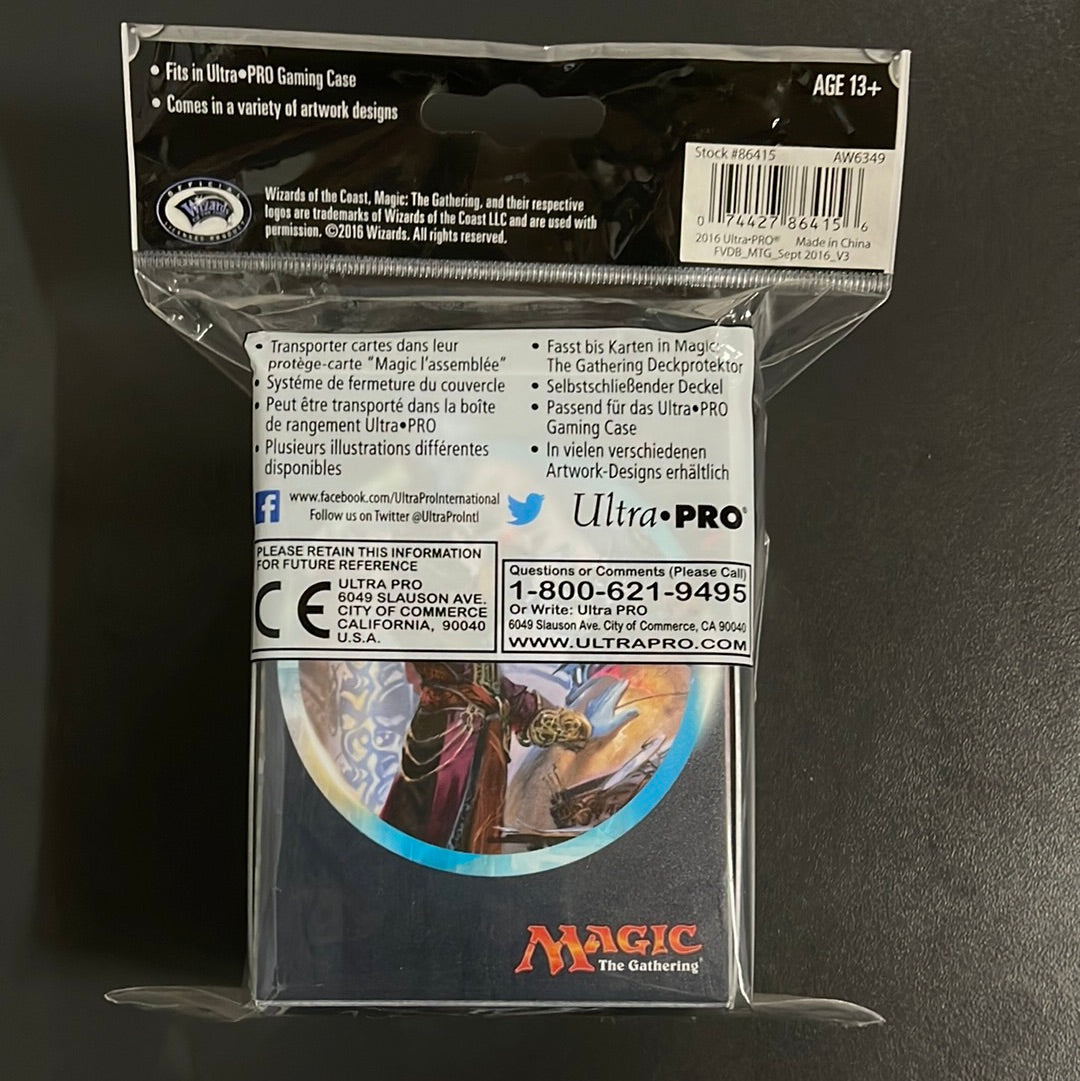 • Fits in Ultra•PRO Gaming Case
• Comes in a variety of artwork designs
AGE 13+
OFFICIAL
Wizards
LICENSED PRODUCT
Wizards of the Coast, Magic: The Gathering, and their respective
logos are trademarks of Wizards of the Coast LLC and are used with
permission. ©2016 Wizards. All rights reserved.
Stock #86415 AW6349
0 74427 86415 6
2016 Ultra•PRO® Made in China
FVDB_MTG_Sept 2016_V3
• Transporter cartes dans leur
protège-carte “Magic l’assemblée”
• Systéme de fermeture du couvercle
• Peut être transporté dans la boîte
de rangement Ultra•PRO
• Plusieurs illustrations différentes
disponibles
• Fasst bis Karten in Magic
The Gathering Deckprotektor
• Selbstschließender Deckel
• Passend für das Ultra•PRO
Gaming Case
• In vielen verschiedenen
Artwork-Designs erhältlich
f www.facebook.com/UltraProInternational
Follow us on Twitter @UltraProIntl
Ultra•PRO®
PLEASE RETAIN THIS INFORMATION
FOR FUTURE REFERENCE
CE
ULTRA PRO
6049 SLAUSON AVE.
CITY OF COMMERCE
CALIFORNIA, 90040
U.S.A.
Questions or Comments (Please Call)
1-800-621-9495
Or Write: Ultra PRO
6049 Slauson Ave. City of Commerce, CA 90040
WWW.ULTRAPRO.COM
MAGIC
The Gathering®